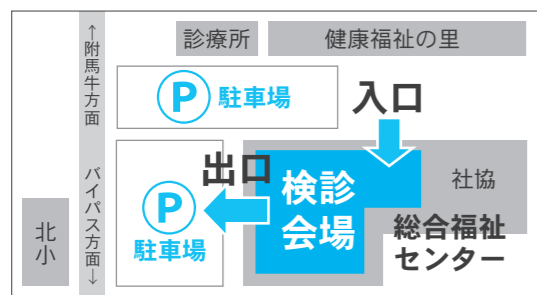 診療所
健康福祉の里
←附馬牛方面
バイパス方面→
P 駐車場
入口
出口
検診
会場
社協
P
駐車場
総合福祉
センター
北小